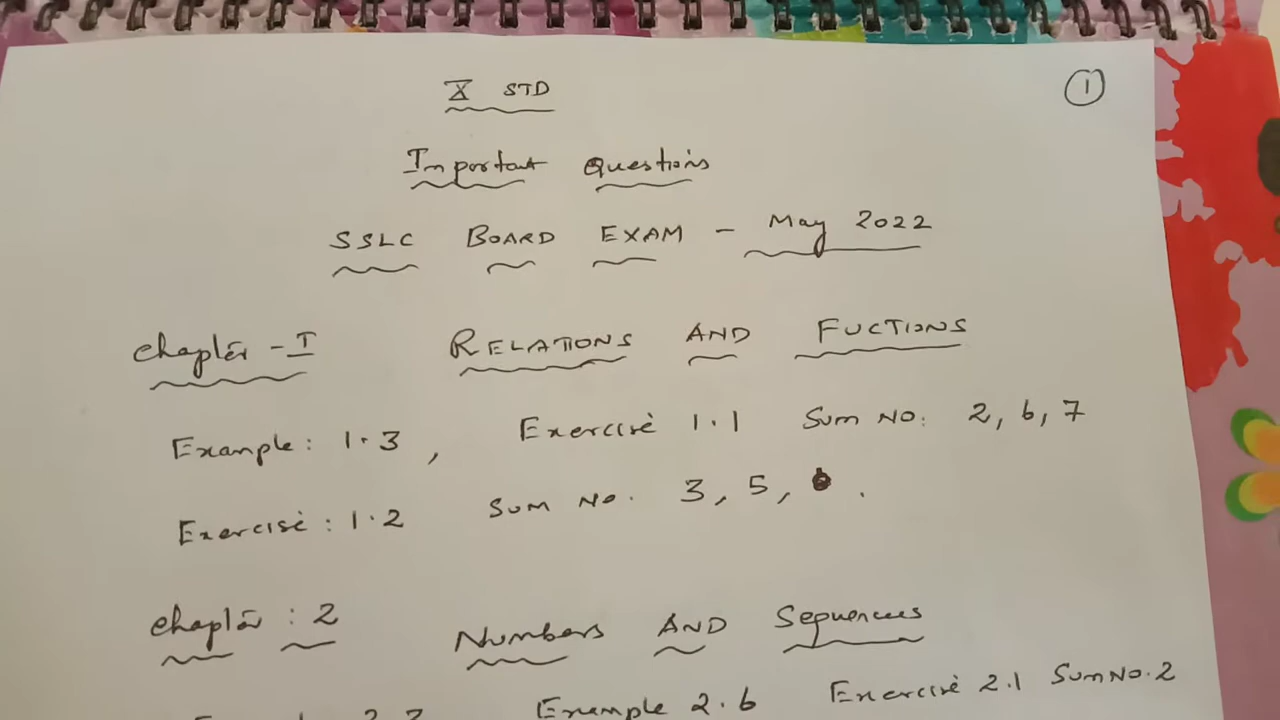 X STD
1
Important Questions
SSLC BOARD EXAM - May 2022
Chapter - I RELATIONS AND FUCTIONS
Example: 1.3, Exercise 1.1 Sum No: 2, 6, 7
Exercise: 1.2 Sum No. 3, 5, .
Chapter : 2 Numbers AND Sequences
Example 2.6 Exercise 2.1 Sum No. 2